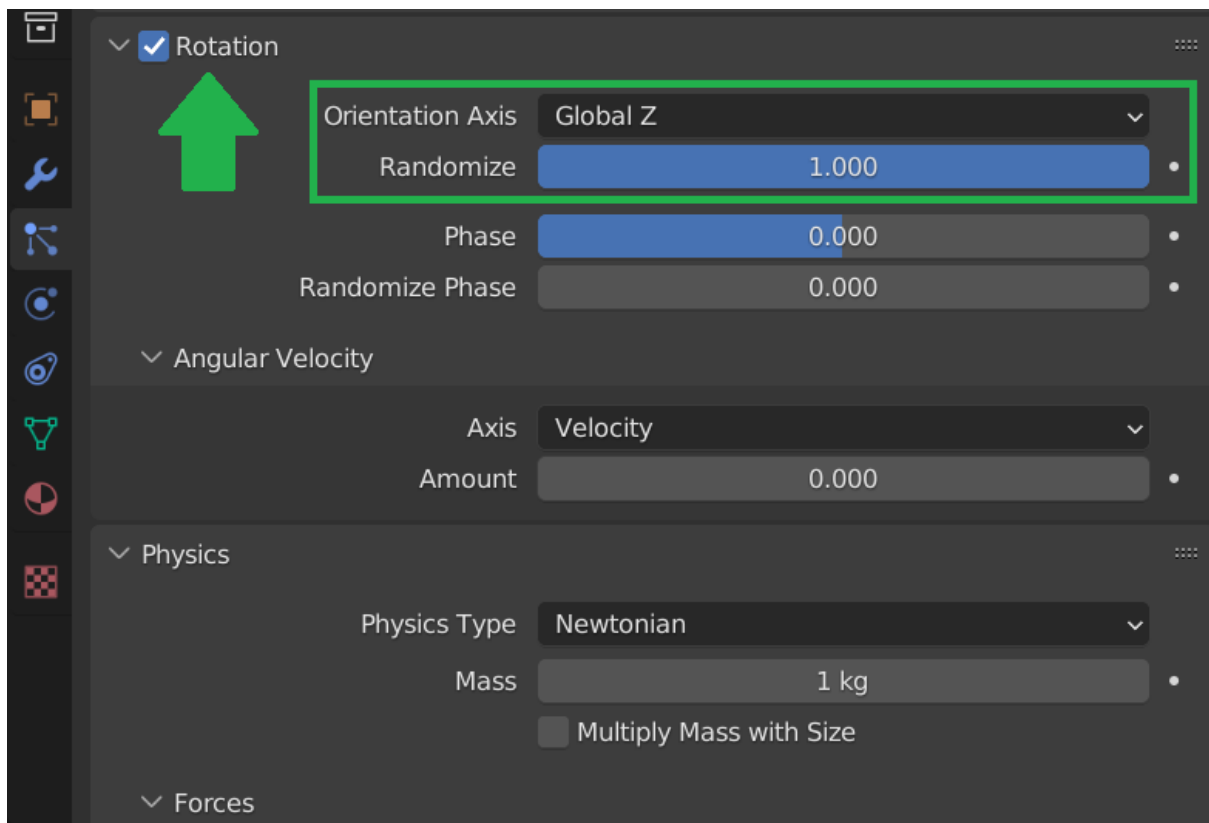 Rotation
Orientation Axis Global Z
Randomize 1.000
Phase 0.000
Randomize Phase 0.000
Angular Velocity
Axis Velocity
Amount 0.000
Physics
Physics Type Newtonian
Mass 1 kg
Multiply Mass with Size
Forces